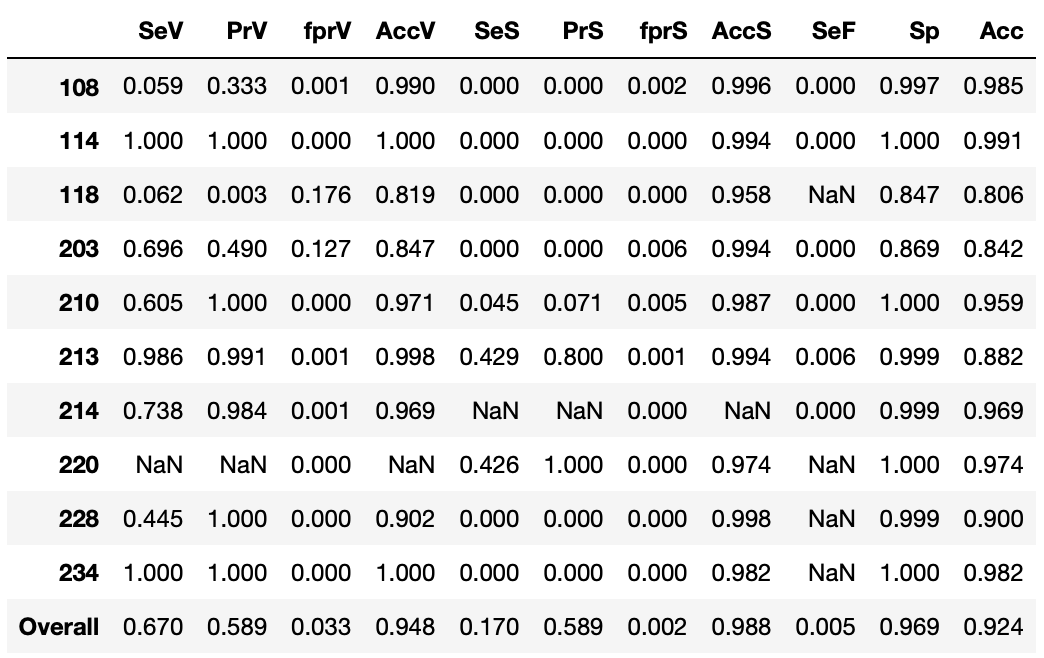 SeV PrV fprV AccV SeS PrS fprS AccS SeF Sp Acc
108 0.059 0.333 0.001 0.990 0.000 0.000 0.002 0.996 0.000 0.997 0.985
114 1.000 1.000 0.000 1.000 0.000 0.000 0.000 0.994 0.000 1.000 0.991
118 0.062 0.003 0.176 0.819 0.000 0.000 0.000 0.958 NaN 0.847 0.806
203 0.696 0.490 0.127 0.847 0.000 0.000 0.006 0.994 0.000 0.869 0.842
210 0.605 1.000 0.000 0.971 0.045 0.071 0.005 0.987 0.000 1.000 0.959
213 0.986 0.991 0.001 0.998 0.429 0.800 0.001 0.994 0.006 0.999 0.882
214 0.738 0.984 0.001 0.969 NaN NaN 0.000 NaN 0.000 0.999 0.969
220 NaN NaN 0.000 NaN 0.426 1.000 0.000 0.974 NaN 1.000 0.974
228 0.445 1.000 0.000 0.902 0.000 0.000 0.000 0.998 NaN 0.999 0.900
234 1.000 1.000 0.000 1.000 0.000 0.000 0.000 0.982 NaN 1.000 0.982
Overall 0.670 0.589 0.033 0.948 0.170 0.589 0.002 0.988 0.005 0.969 0.924